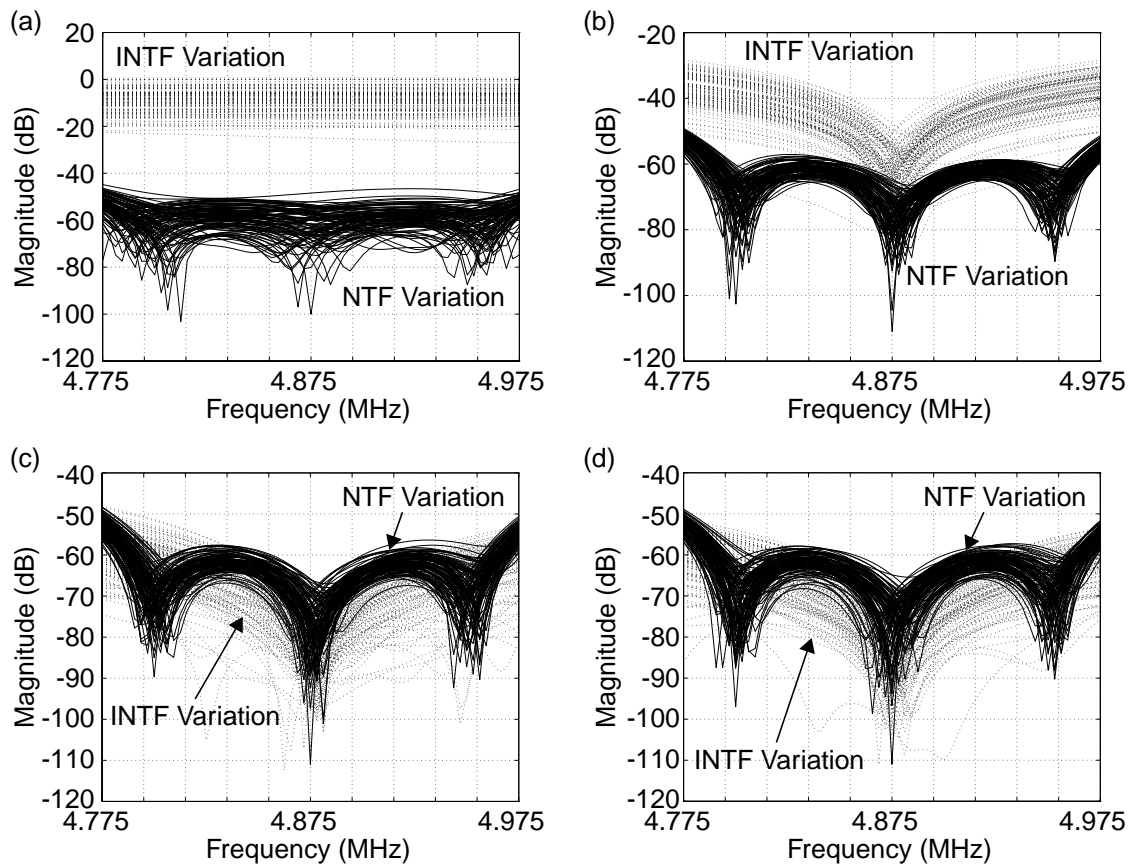 (a)
20
0
-20
-40
-60
-80
-100
-120
INTF Variation
NTF Variation
Magnitude (dB)
4.775
4.875
4.975
Frequency (MHz)
(b)
-20
-40
-60
-80
-100
-120
INTF Variation
NTF Variation
Magnitude (dB)
4.775
4.875
4.975
Frequency (MHz)
(c)
-40
-50
-60
-70
-80
-90
-100
-110
-120
NTF Variation
INTF Variation
Magnitude (dB)
4.775
4.875
4.975
Frequency (MHz)
(d)
-40
-50
-60
-70
-80
-90
-100
-110
-120
NTF Variation
INTF Variation
Magnitude (dB)
4.775
4.875
4.975
Frequency (MHz)